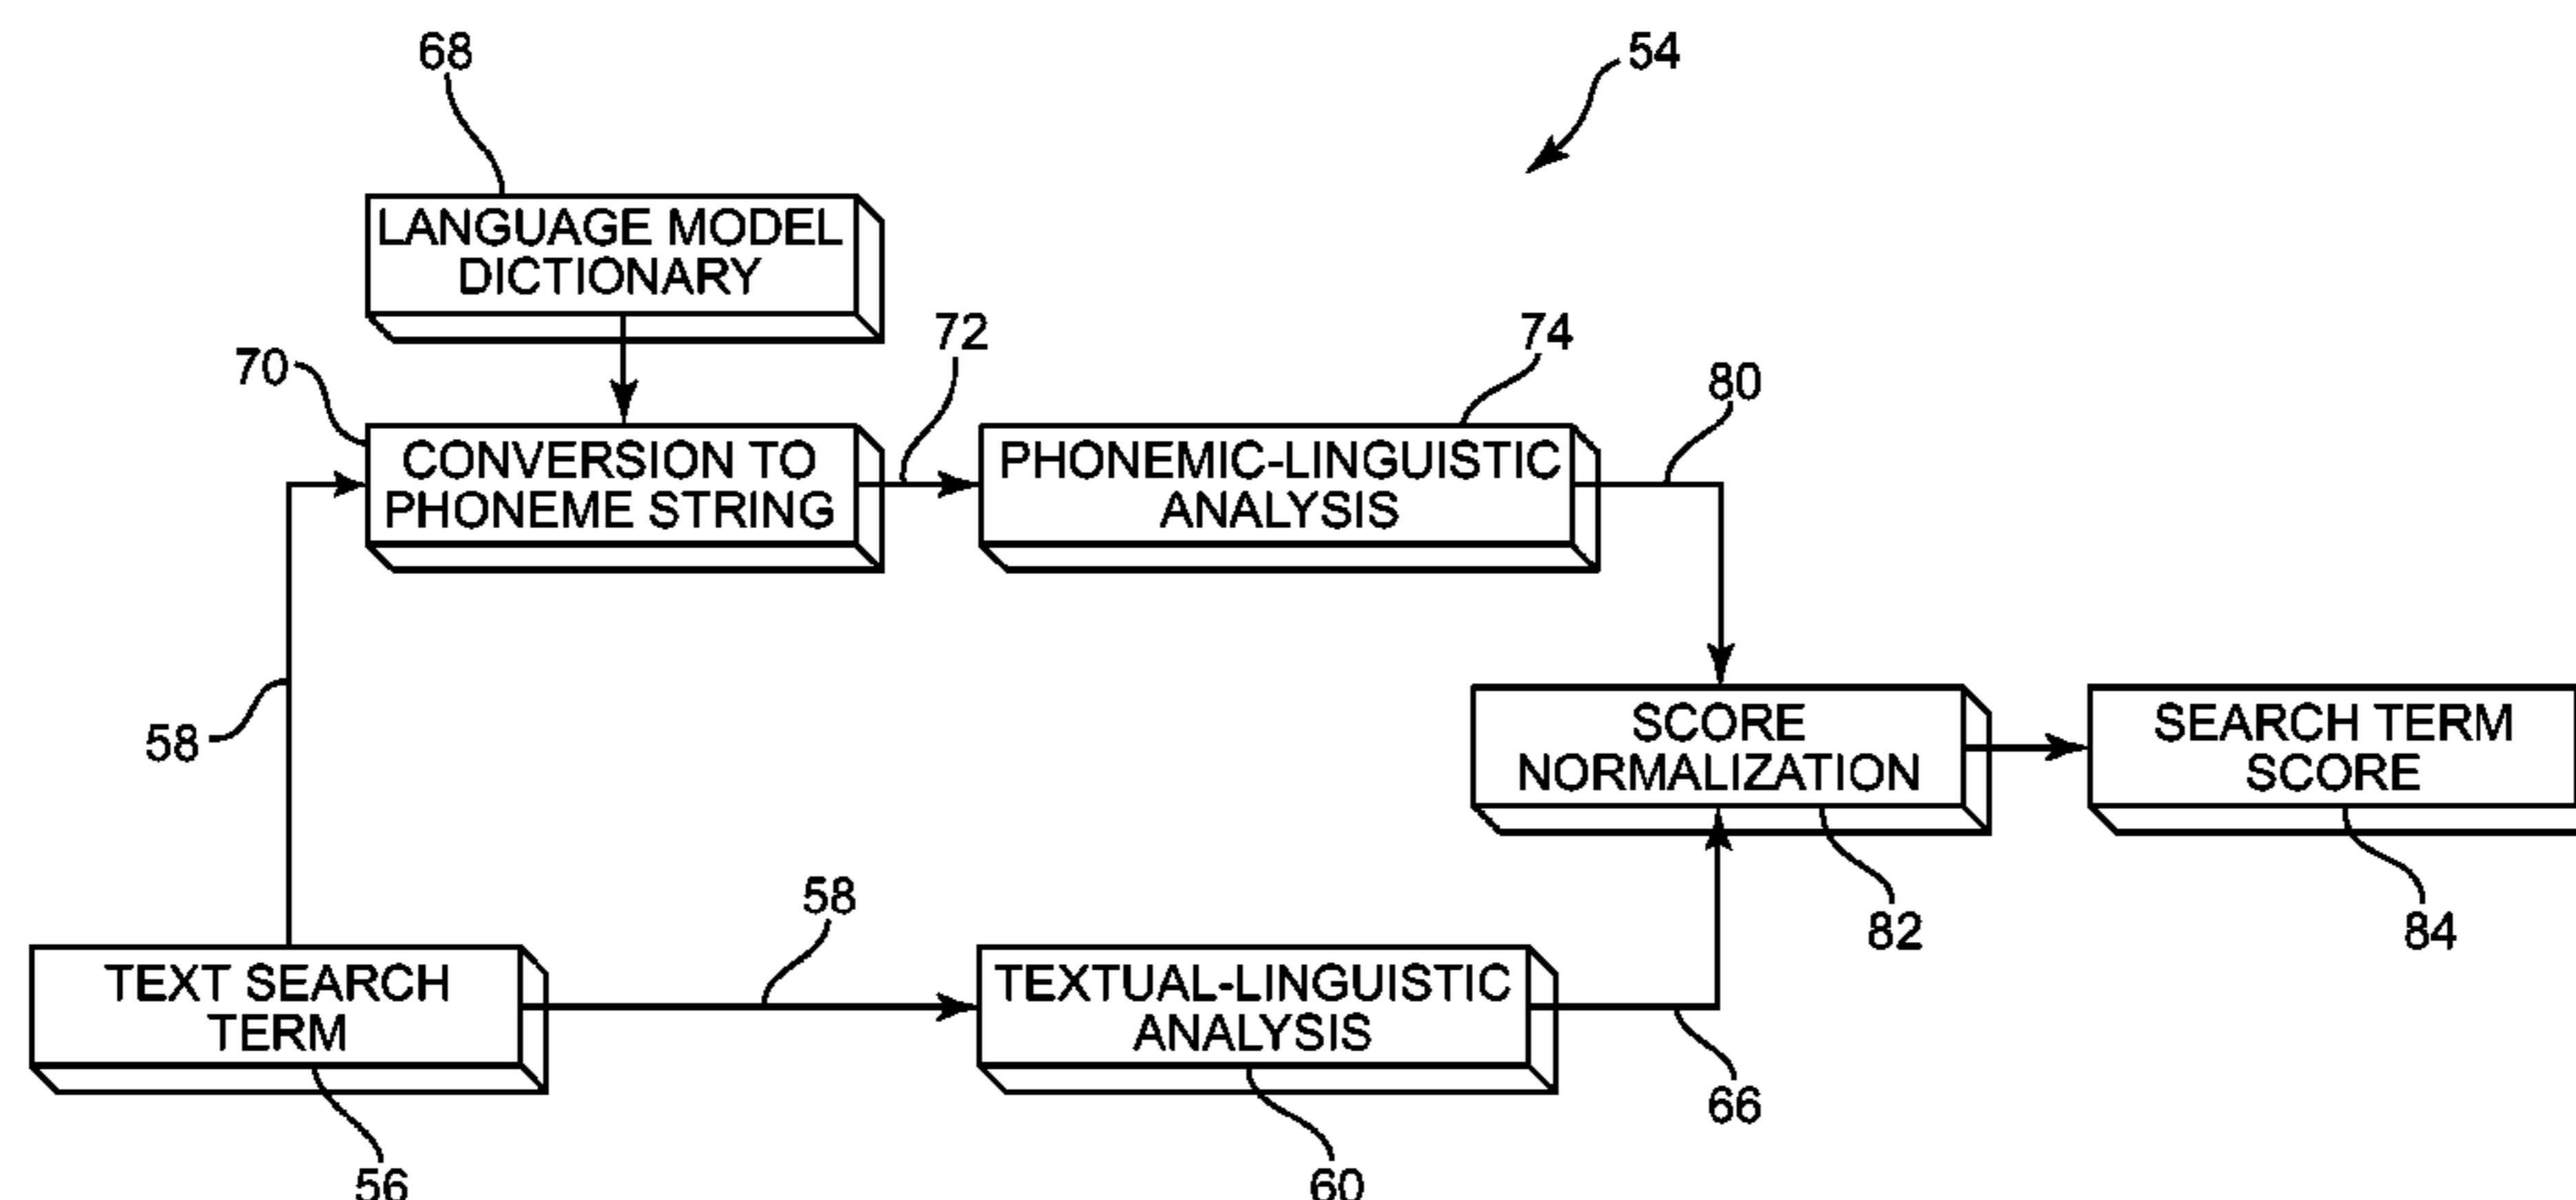 68
54
LANGUAGE MODEL
DICTIONARY
70
72
74
80
CONVERSION TO
PHONEME STRING
PHONEMIC-LINGUISTIC
ANALYSIS
58
SCORE
NORMALIZATION
SEARCH TERM
SCORE
58
82
84
TEXT SEARCH
TERM
TEXTUAL-LINGUISTIC
ANALYSIS
66
56
60